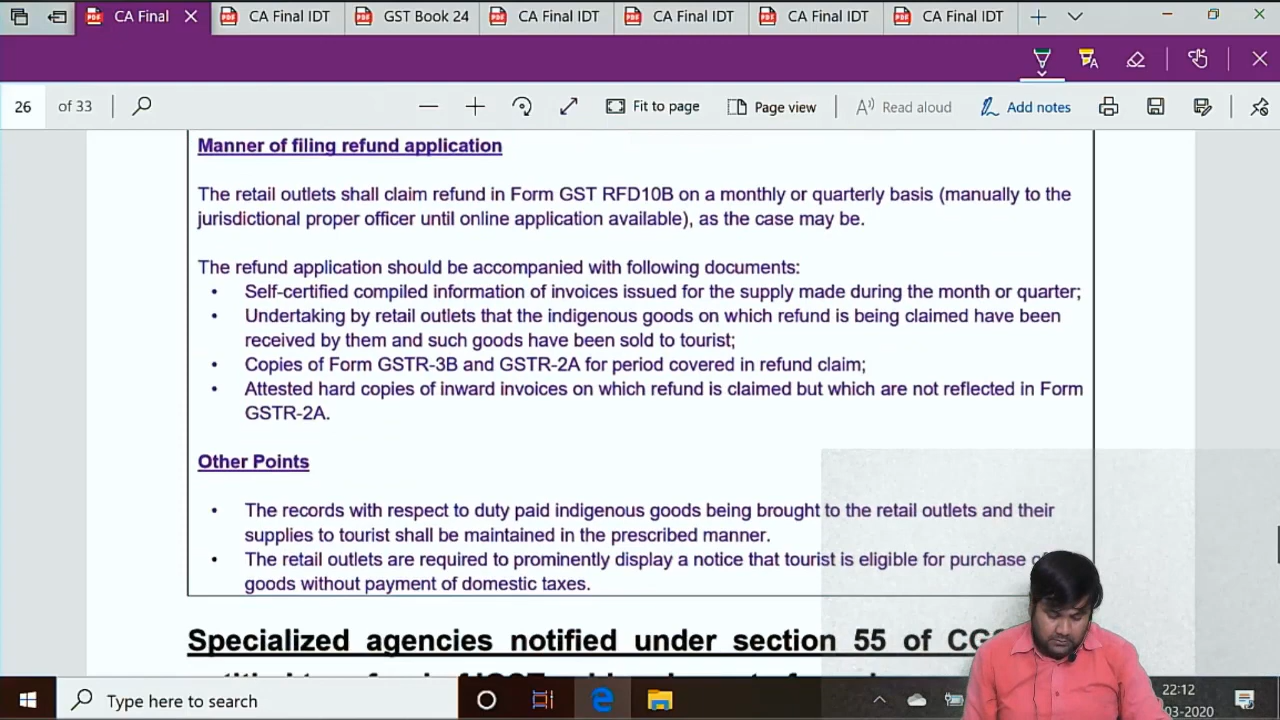 CA Final
CA Final IDT
GST Book 24
CA Final IDT
CA Final IDT
CA Final IDT
CA Final IDT
26 of 33
Fit to page
Page view
Read aloud
Add notes
Manner of filing refund application
The retail outlets shall claim refund in Form GST RFD10B on a monthly or quarterly basis (manually to the
jurisdictional proper officer until online application available), as the case may be.
The refund application should be accompanied with following documents:
• Self-certified compiled information of invoices issued for the supply made during the month or quarter;
• Undertaking by retail outlets that the indigenous goods on which refund is being claimed have been
received by them and such goods have been sold to tourist;
• Copies of Form GSTR-3B and GSTR-2A for period covered in refund claim;
• Attested hard copies of inward invoices on which refund is claimed but which are not reflected in Form
GSTR-2A.
Other Points
• The records with respect to duty paid indigenous goods being brought to the retail outlets and their
supplies to tourist shall be maintained in the prescribed manner.
• The retail outlets are required to prominently display a notice that tourist is eligible for purchase
goods without payment of domestic taxes.
Specialized agencies notified under section 55 of
Type here to search
22:12
03-2020